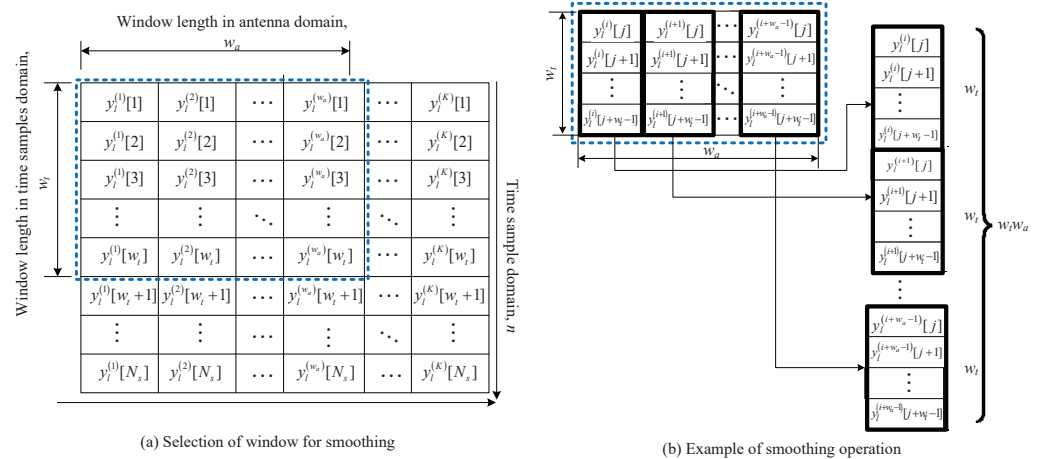 Window length in antenna domain,
w_a
Window length in time samples domain,
w_t
y_l^{(1)}[1] y_l^{(2)}[1] ⋯ y_l^{(w_a)}[1] ⋯ y_l^{(K)}[1]
y_l^{(1)}[2] y_l^{(2)}[2] ⋯ y_l^{(w_a)}[2] ⋯ y_l^{(K)}[2]
y_l^{(1)}[3] y_l^{(2)}[3] ⋯ y_l^{(w_a)}[3] ⋯ y_l^{(K)}[3]
⋮ ⋮ ⋱ ⋮ ⋱ ⋮
y_l^{(1)}[w_t] y_l^{(2)}[w_t] ⋯ y_l^{(w_a)}[w_t] ⋯ y_l^{(K)}[w_t]
y_l^{(1)}[w_t+1] y_l^{(2)}[w_t+1] ⋯ y_l^{(w_a)}[w_t+1] ⋯ y_l^{(K)}[w_t+1]
⋮ ⋮ ⋯ ⋮ ⋱ ⋮
y_l^{(1)}[N_s] y_l^{(2)}[N_s] ⋯ y_l^{(w_a)}[N_s] ⋯ y_l^{(K)}[N_s]
Time sample domain, n
(a) Selection of window for smoothing
w_t
y_l^{(i)}[j] y_l^{(i+1)}[j] ⋯ y_l^{(i+w_a-1)}[j]
y_l^{(i)}[j+1] y_l^{(i+1)}[j+1] ⋯ y_l^{(i+w_a-1)}[j+1]
⋮ ⋮ ⋱ ⋮
y_l^{(i)}[j+w_t-1] y_l^{(i+1)}[j+w_t-1] ⋯ y_l^{(i+w_a-1)}[j+w_t-1]
w_a
y_l^{(i)}[j]
y_l^{(i)}[j+1]
⋮
y_l^{(i)}[j+w_t-1]
w_t
y_l^{(i+1)}[j]
y_l^{(i+1)}[j+1]
⋮
y_l^{(i+1)}[j+w_t-1]
w_t
w_t w_a
⋮
y_l^{(i+w_a-1)}[j]
y_l^{(i+w_a-1)}[j+1]
⋮
y_l^{(i+w_a-1)}[j+w_t-1]
w_t
(b) Example of smoothing operation